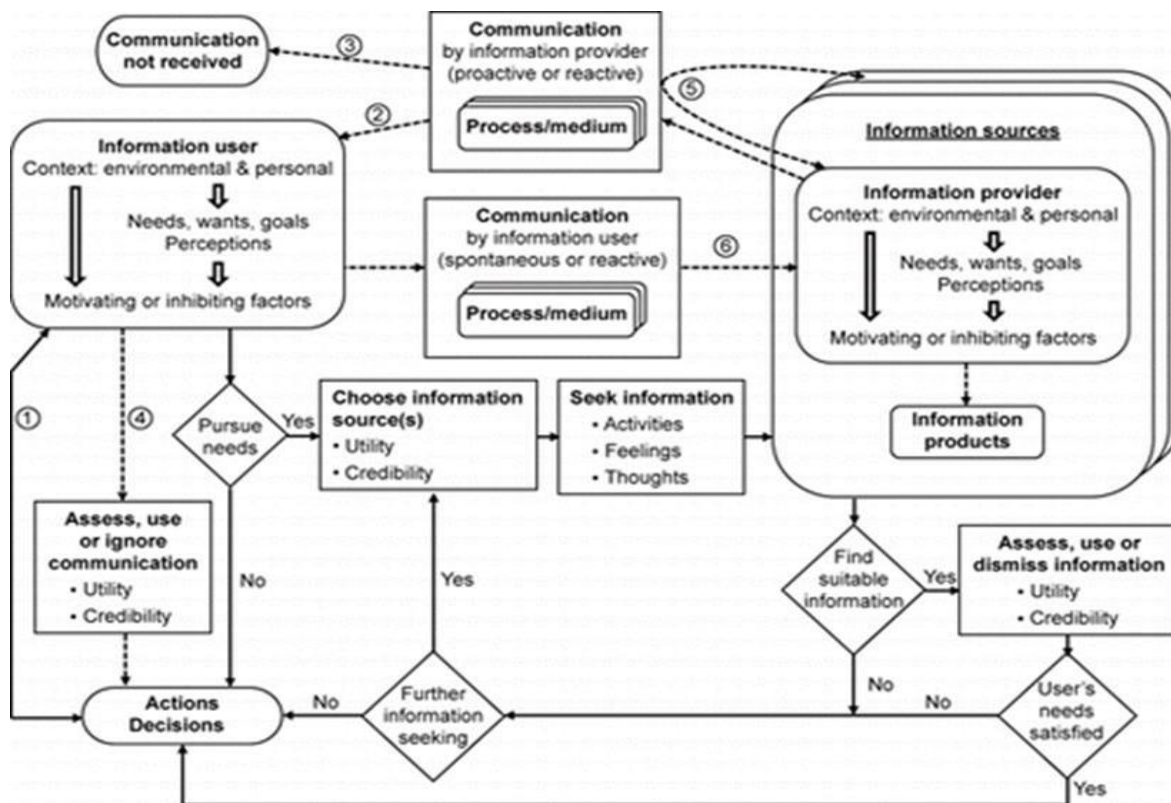 Communication
not received
③
Communication
by information provider
(proactive or reactive)
Process/medium
②
⑤
Information user
Context: environmental & personal
Needs, wants, goals
Perceptions
Motivating or inhibiting factors
Communication
by information user
(spontaneous or reactive)
Process/medium
⑥
Information sources
Information provider
Context: environmental & personal
Needs, wants, goals
Perceptions
Motivating or inhibiting factors
Information
products
①
④
Pursue
needs
Yes
No
Choose information
source(s)
• Utility
• Credibility
Seek information
• Activities
• Feelings
• Thoughts
Assess, use
or ignore
communication
• Utility
• Credibility
Find
suitable
information
Yes
No
Assess, use or
dismiss information
• Utility
• Credibility
User's
needs
satisfied
No
Yes
Further
information
seeking
Yes
No
Actions
Decisions